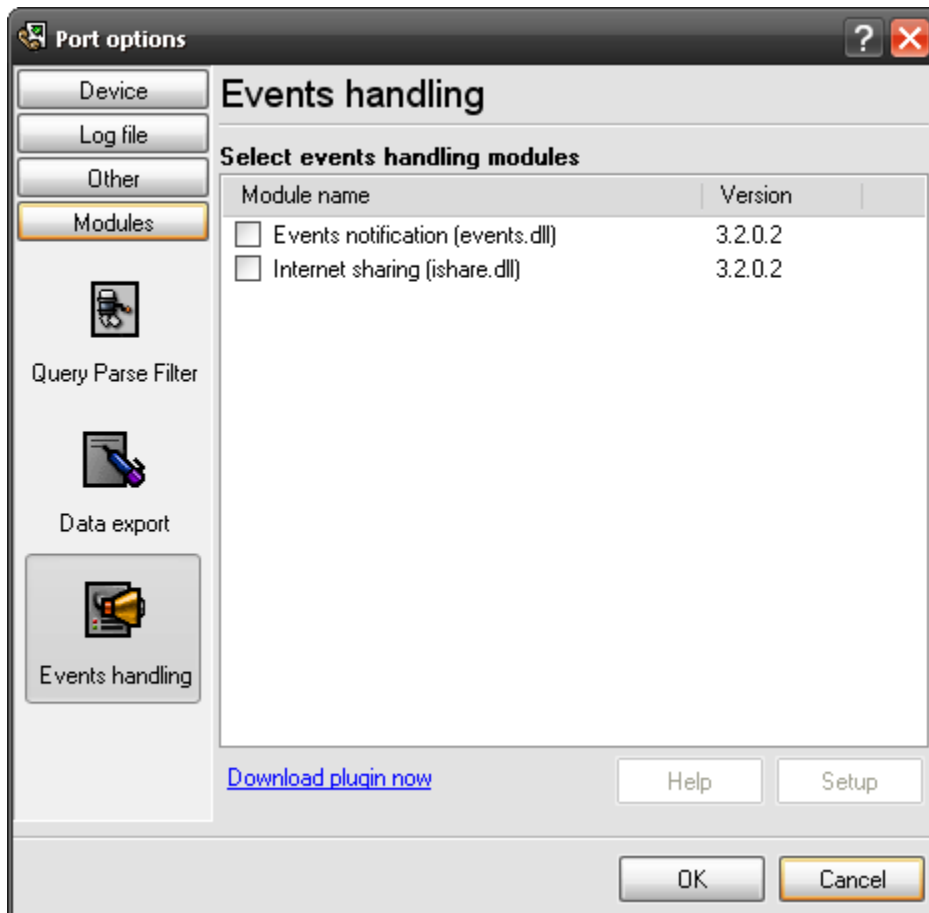 Port options
?
Device
Log file
Other
Modules
Query Parse Filter
Data export
Events handling
Events handling
Select events handling modules
Module name Version
Events notification (events.dll) 3.2.0.2
Internet sharing (ishare.dll) 3.2.0.2
Download plugin now
Help Setup
OK Cancel